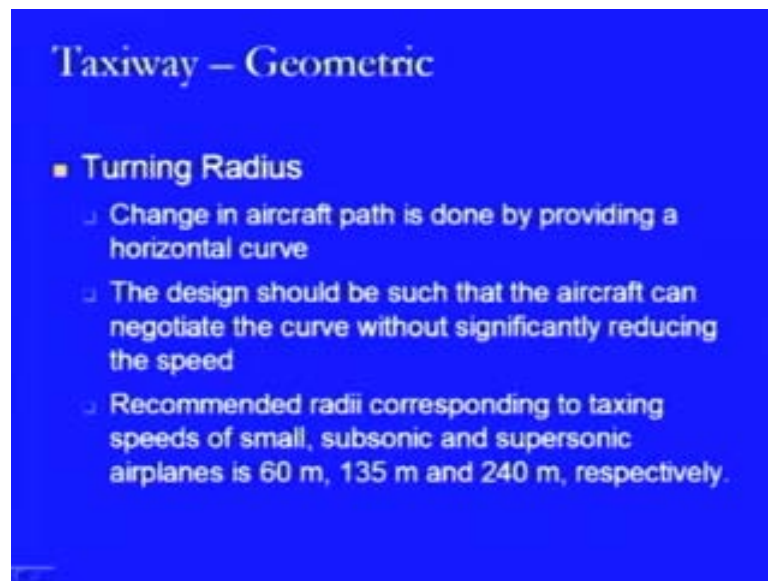 Taxiway – Geometric
Turning Radius
Change in aircraft path is done by providing a
horizontal curve
The design should be such that the aircraft can
negotiate the curve without significantly reducing
the speed
Recommended radii corresponding to taxing
speeds of small, subsonic and supersonic
airplanes is 60 m, 135 m and 240 m, respectively.